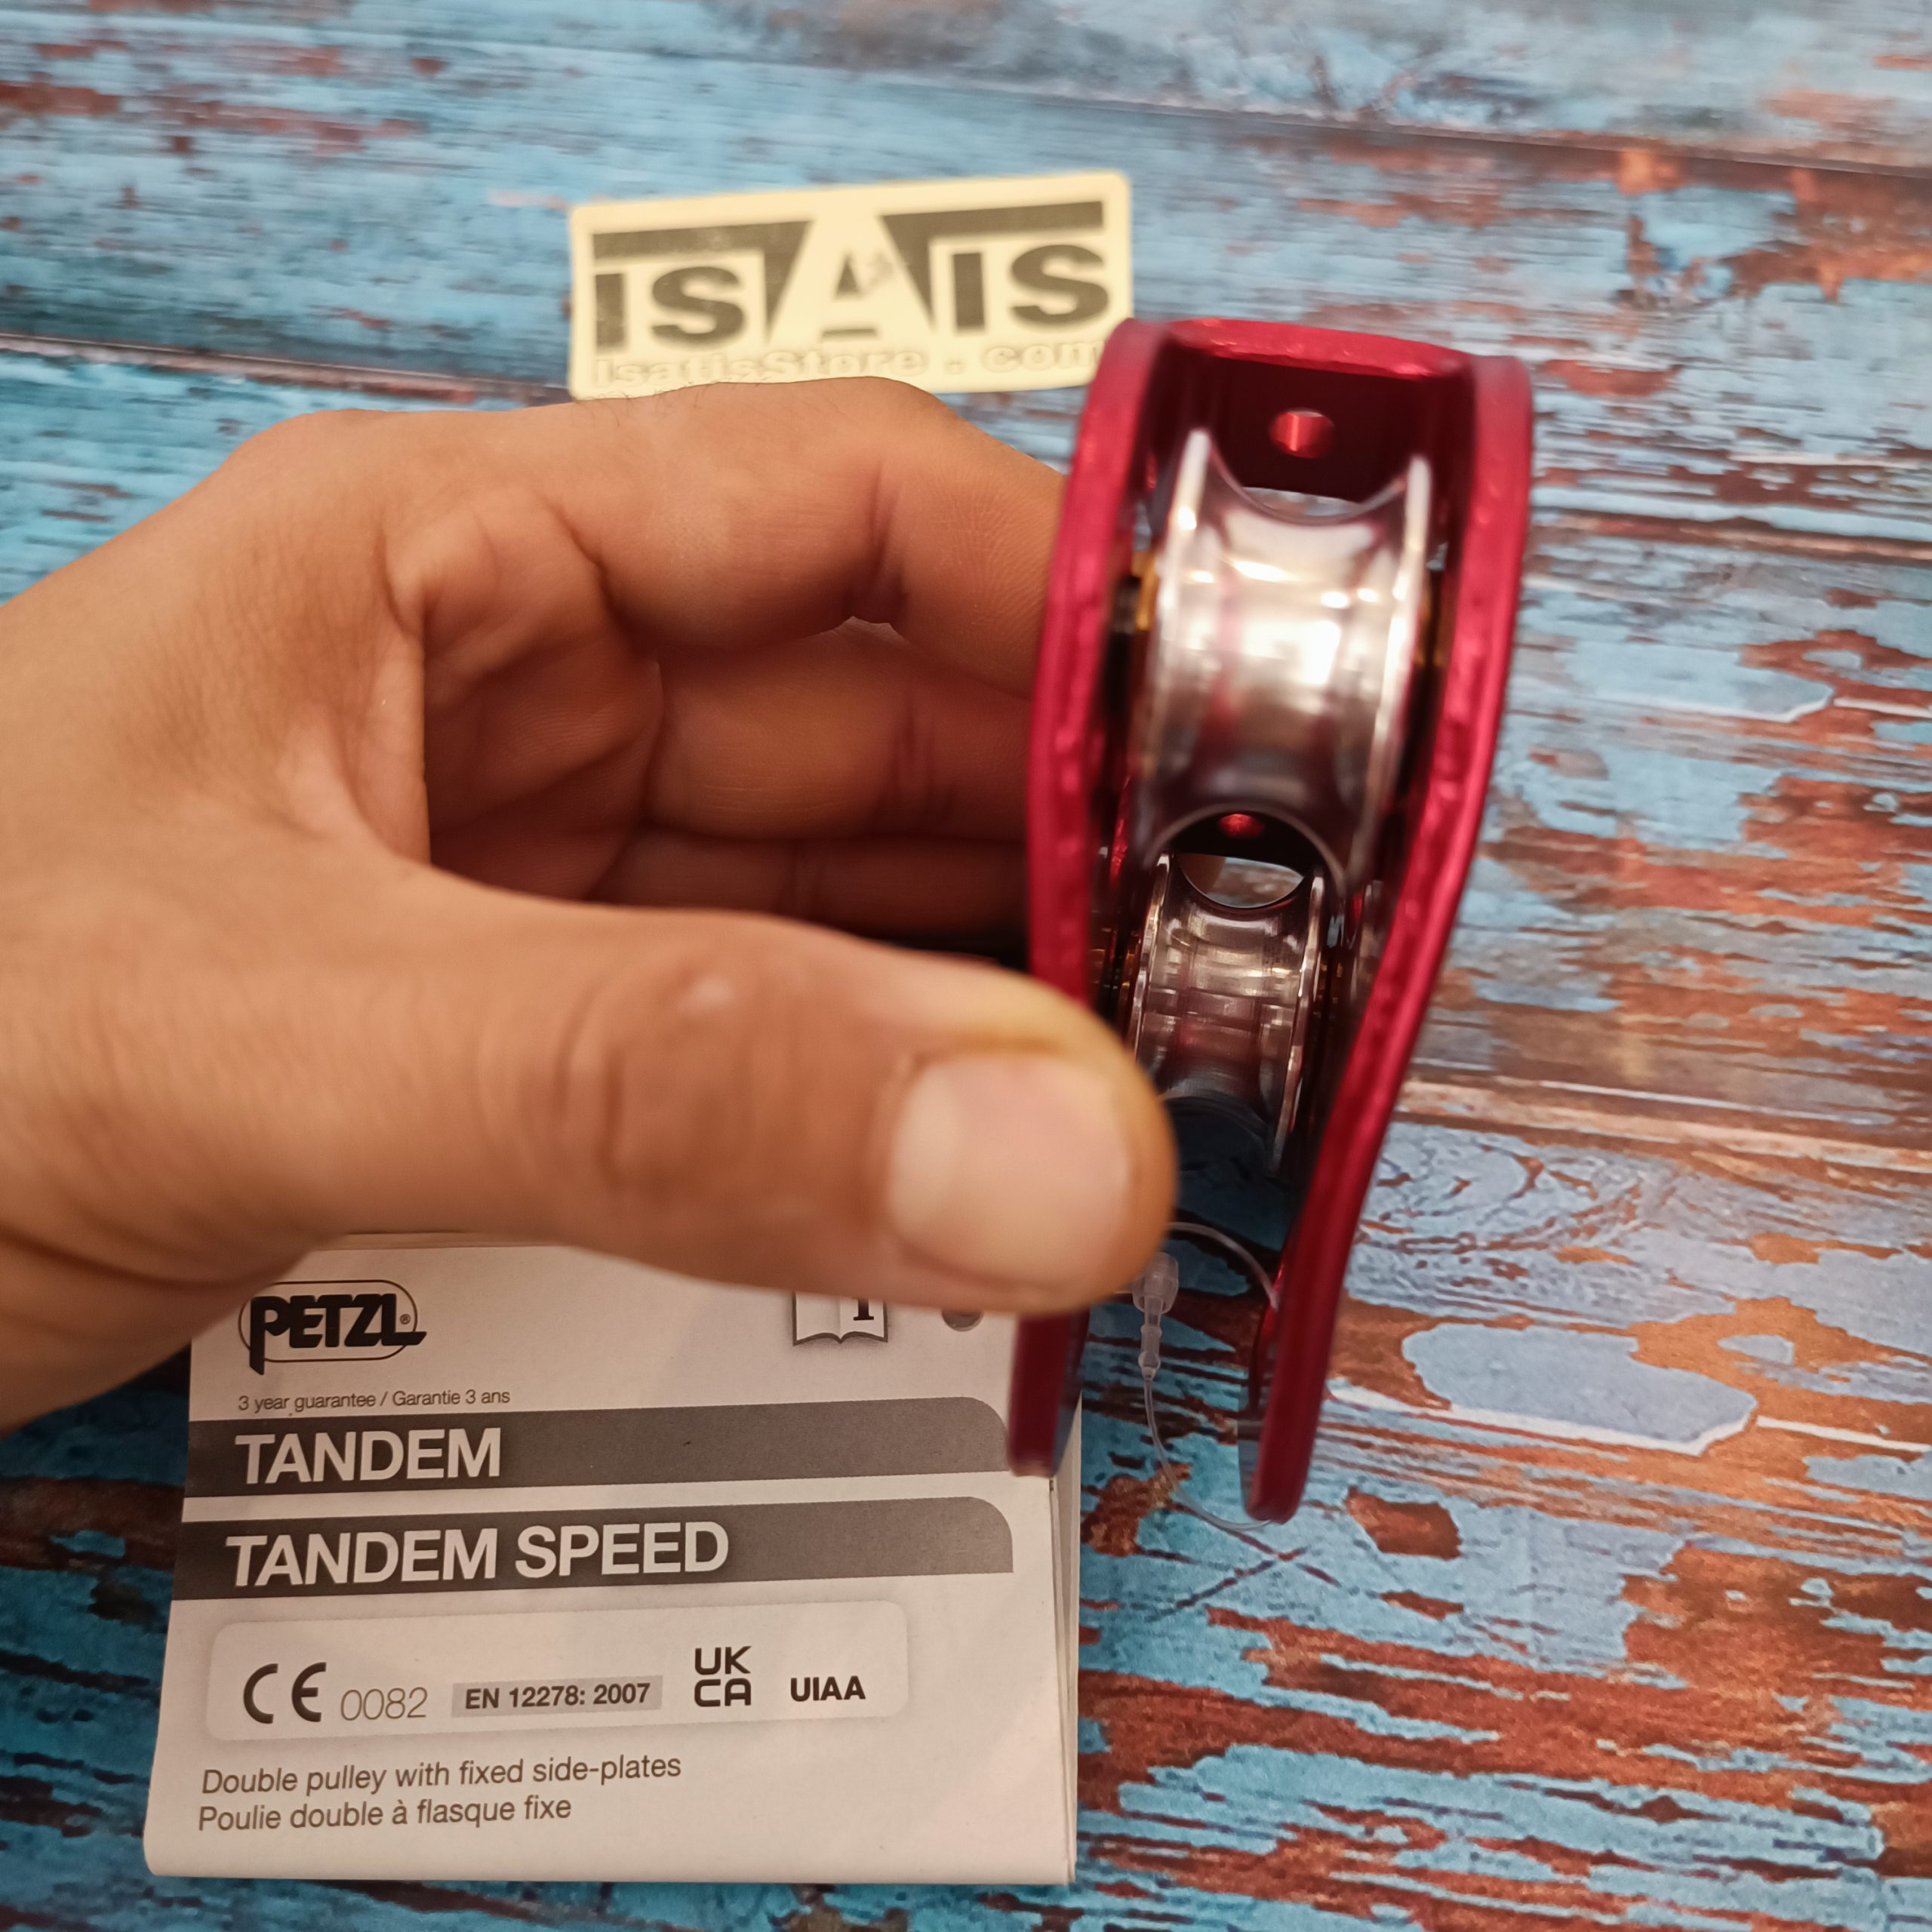 ISATIS
IsatisStore . com
PETZL®
3 year guarantee / Garantie 3 ans
TANDEM
TANDEM SPEED
CE 0082 EN 12278: 2007 UK CA UIAA
Double pulley with fixed side-plates
Poulie double à flasque fixe